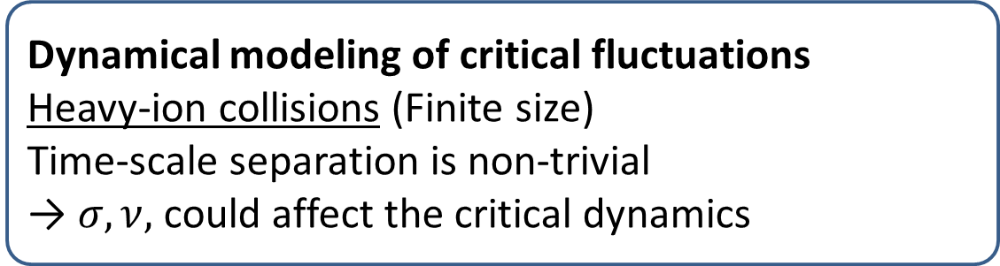 Dynamical modeling of critical fluctuations
Heavy-ion collisions (Finite size)
Time-scale separation is non-trivial
→ 𝜎, 𝜈, could affect the critical dynamics